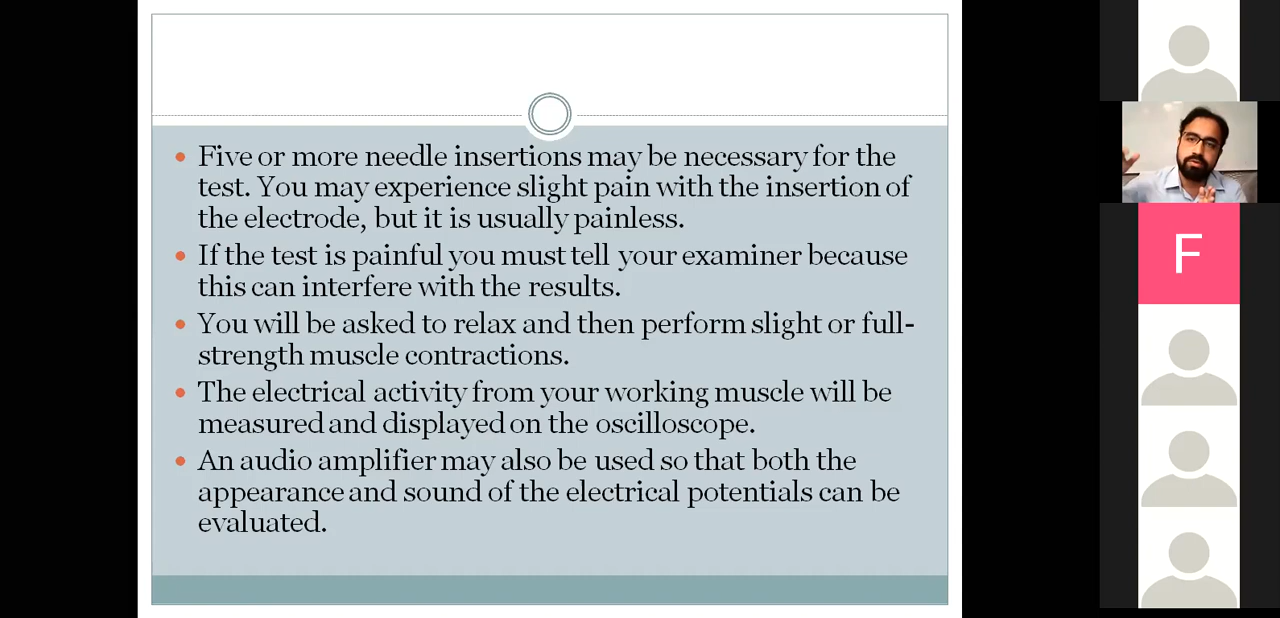 Five or more needle insertions may be necessary for the
test. You may experience slight pain with the insertion of
the electrode, but it is usually painless.
If the test is painful you must tell your examiner because
this can interfere with the results.
You will be asked to relax and then perform slight or full-
strength muscle contractions.
The electrical activity from your working muscle will be
measured and displayed on the oscilloscope.
An audio amplifier may also be used so that both the
appearance and sound of the electrical potentials can be
evaluated.
F